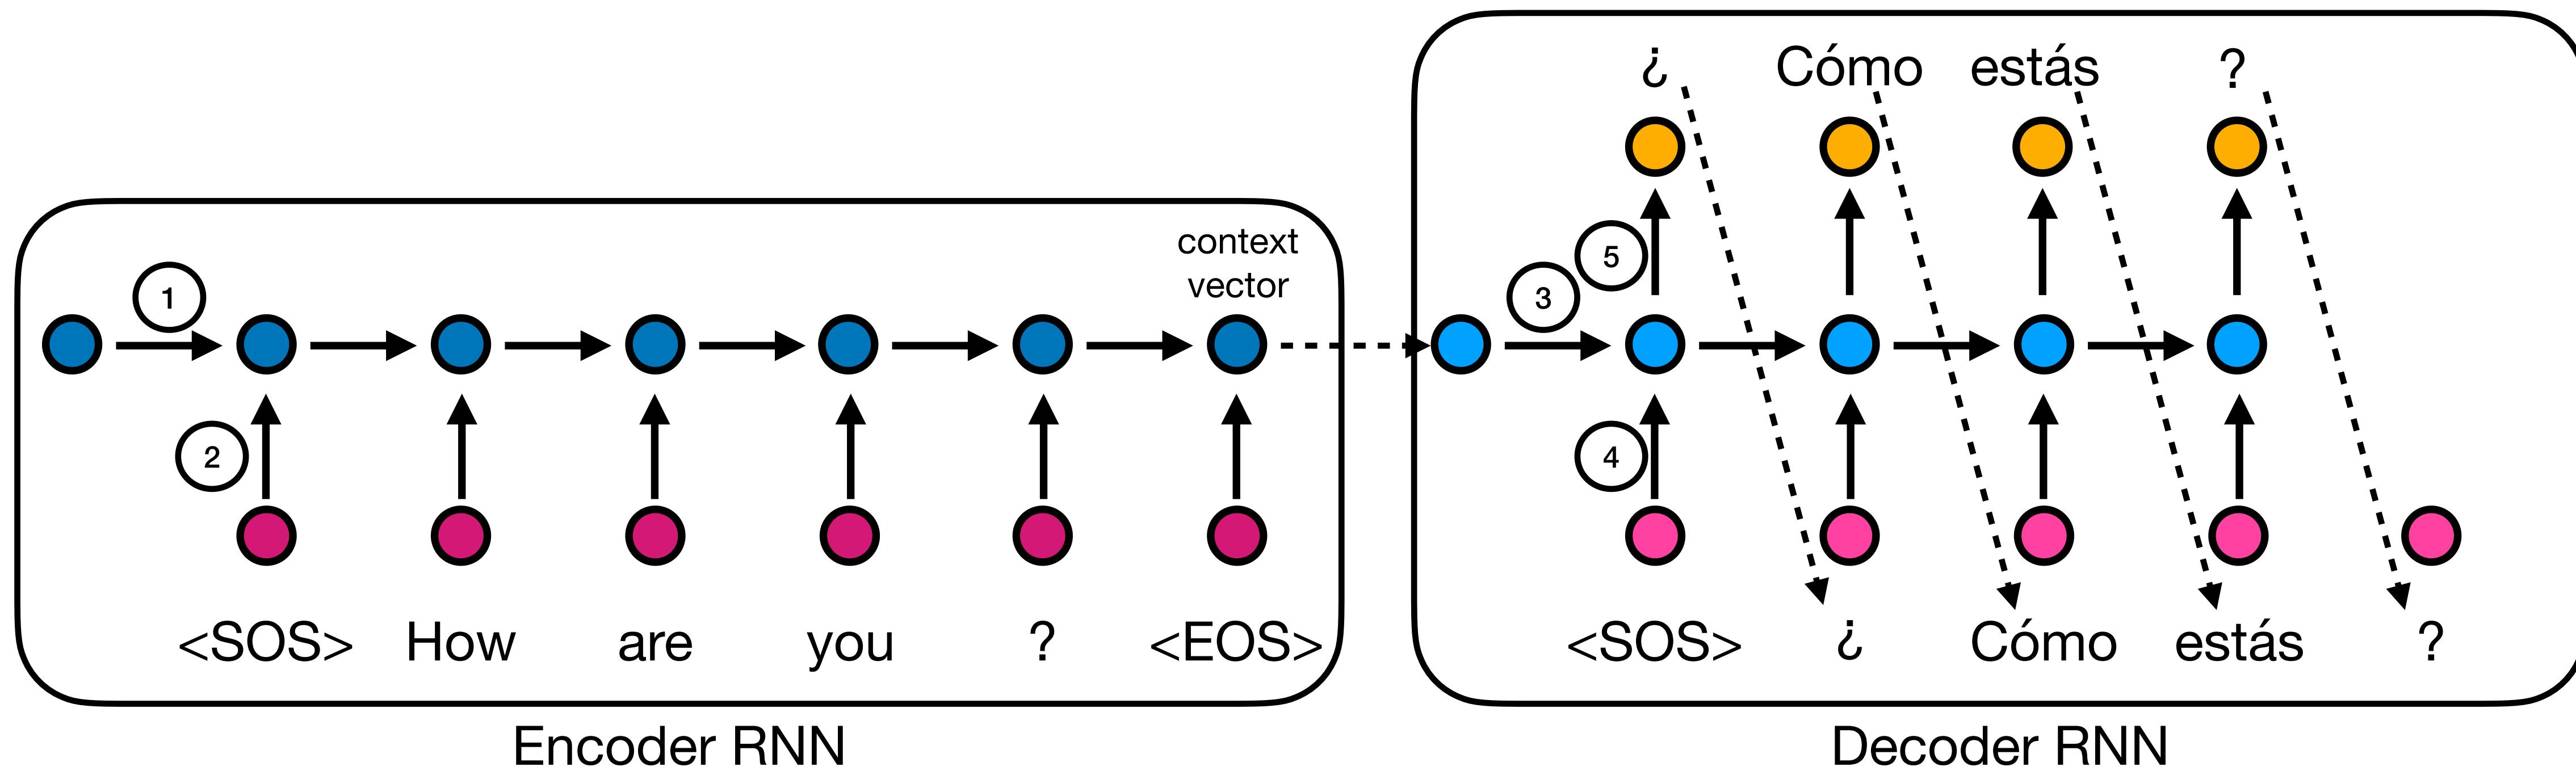 ¿ Cómo estás ?
context
vector
1
5
3
2
4
<SOS> How are you ? <EOS>
<SOS> ¿ Cómo estás ?
Encoder RNN
Decoder RNN